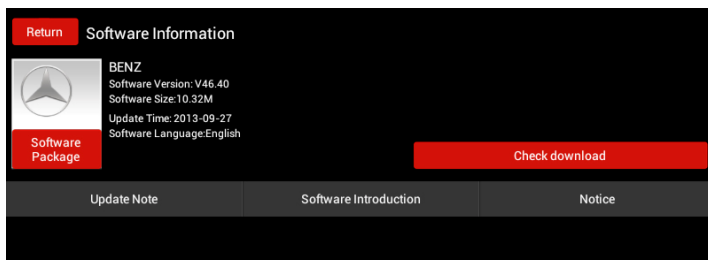 Return
Software Information
BENZ
Software Version: V46.40
Software Size:10.32M
Update Time: 2013-09-27
Software Language:English
Software
Package
Check download
Update Note
Software Introduction
Notice